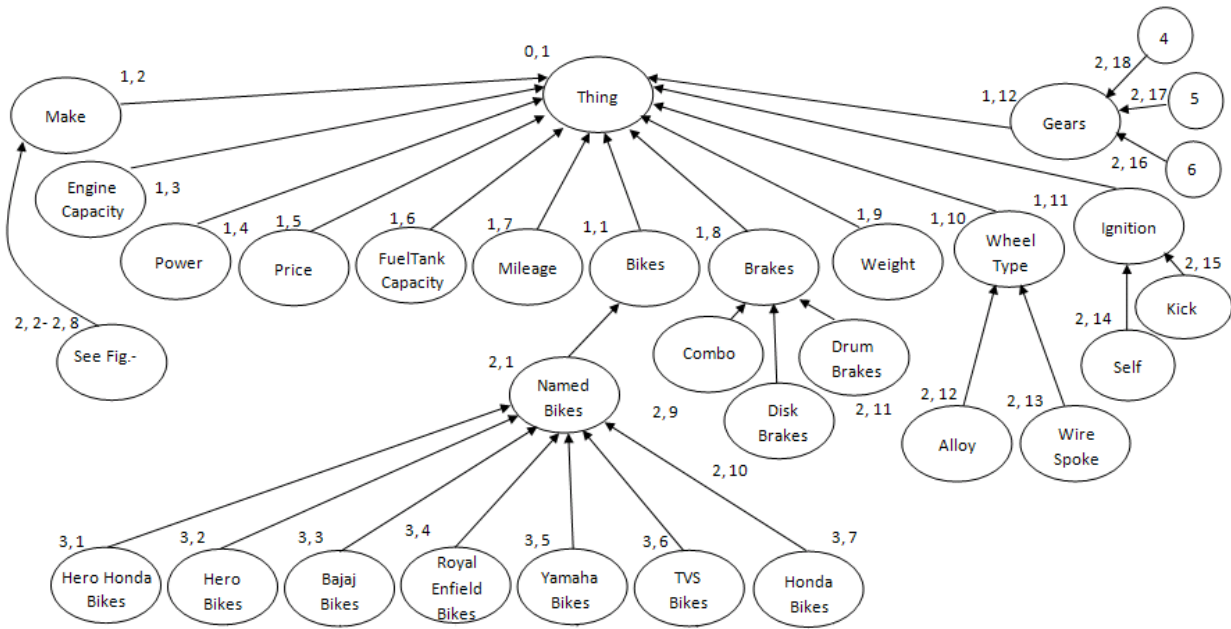 0, 1
4
1, 2
2, 18
Make
Thing
1, 12
2, 17
5
Gears
2, 16
6
Engine
Capacity
1, 3
1, 4
1, 5
1, 6
1, 7
1, 1
1, 8
1, 9
1, 10
1, 11
Ignition
Power
Price
FuelTank
Capacity
Mileage
Bikes
Brakes
Weight
Wheel
Type
2, 15
Kick
2, 2- 2, 8
See Fig.-
2, 1
Combo
Drum
Brakes
2, 14
Self
Named
Bikes
2, 9
Disk
Brakes
2, 11
2, 12
2, 13
Alloy
Wire
Spoke
2, 10
3, 1
3, 2
3, 3
3, 4
3, 5
3, 6
3, 7
Hero Honda
Bikes
Hero
Bikes
Bajaj
Bikes
Royal
Enfield
Bikes
Yamaha
Bikes
TVS
Bikes
Honda
Bikes